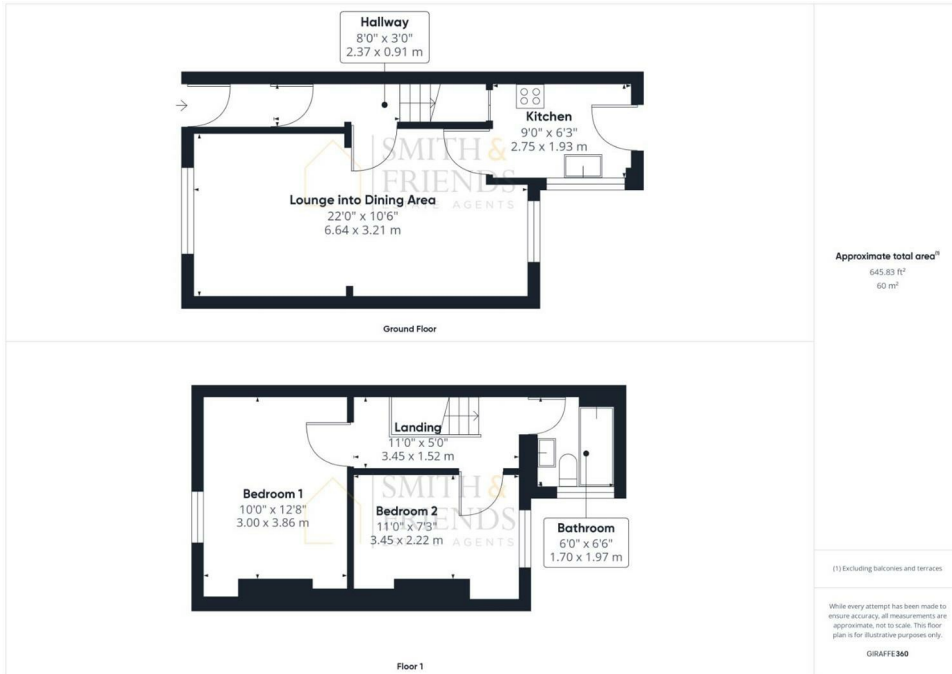 Hallway
8'0" x 3'0"
2.37 x 0.91 m
Kitchen
9'0" x 6'3"
2.75 x 1.93 m
SMITH &
FRIENDS
ESTATE AGENTS
Lounge into Dining Area
22'0" x 10'6"
6.64 x 3.21 m
Ground Floor
Approximate total area(1)
645.83 ft²
60 m²
Landing
11'0" x 5'0"
3.45 x 1.52 m
Bedroom 1
10'0" x 12'8"
3.00 x 3.86 m
SMITH &
FRIENDS
ESTATE AGENTS
Bedroom 2
11'0" x 7'3"
3.45 x 2.22 m
Bathroom
6'0" x 6'6"
1.70 x 1.97 m
Floor 1
(1) Excluding balconies and terraces
While every attempt has been made to
ensure accuracy, all measurements are
approximate, not to scale. This floor
plan is for illustrative purposes only.
GIRAFFE360